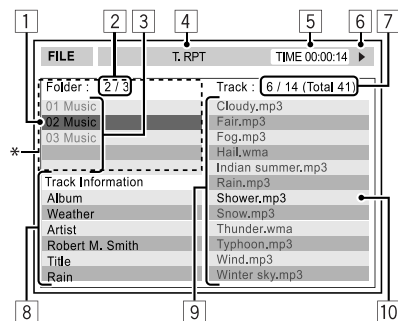 1 2 3 4 5 6 7
FILE T. RPT TIME 00:00:14
Folder : 2 / 3 Track : 6 / 14 (Total 41)
01 Music Cloudy.mp3
02 Music Fair.mp3
03 Music Fog.mp3
* Hail.wma
Indian summer.mp3
Track Information Rain.mp3
Album Shower.mp3
Weather Snow.mp3
Artist Thunder.wma
Robert M. Smith Typhoon.mp3
Title Wind.mp3
Rain Winter sky.mp3
8 9 10